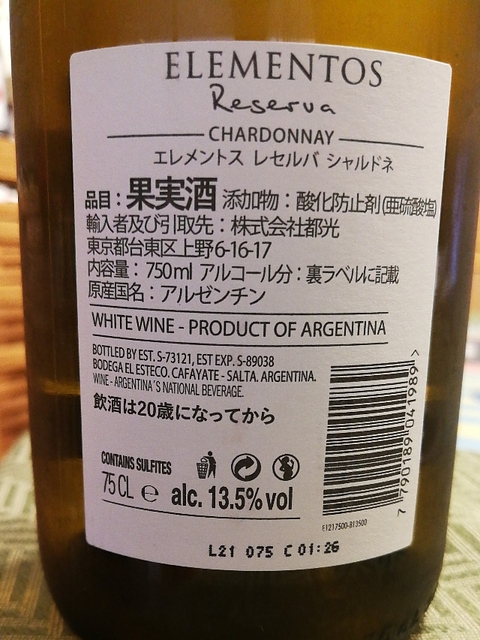 ELEMENTOS
Reserva
CHARDONNAY
エレメントス レセルバ シャルドネ
品目：果実酒 添加物：酸化防止剤(亜硫酸塩)
輸入者及び引取先：株式会社都光
東京都台東区上野6-16-17
内容量：750ml アルコール分：裏ラベルに記載
原産国名：アルゼンチン
WHITE WINE - PRODUCT OF ARGENTINA
BOTTLED BY EST. S-73121, EST EXP. S-89038
BODEGA EL ESTECO. CAFAYATE - SALTA. ARGENTINA.
WINE - ARGENTINA´S NATIONAL BEVERAGE.
飲酒は20歳になってから
CONTAINS SULFITES
75 CL ℮ alc. 13.5% vol
7 790189 041989 >
E1217500-813500
L21 075 C 01:26